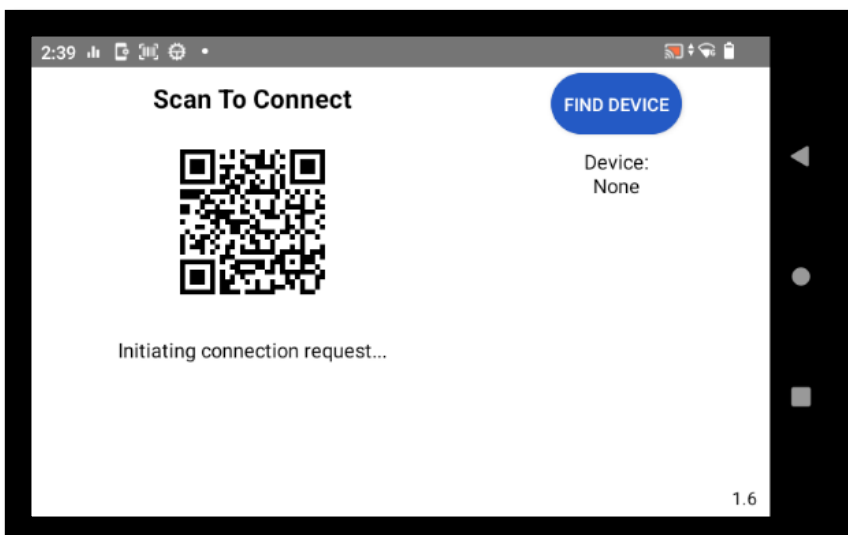 2:39
Scan To Connect
FIND DEVICE
Device:
None
Initiating connection request...
1.6